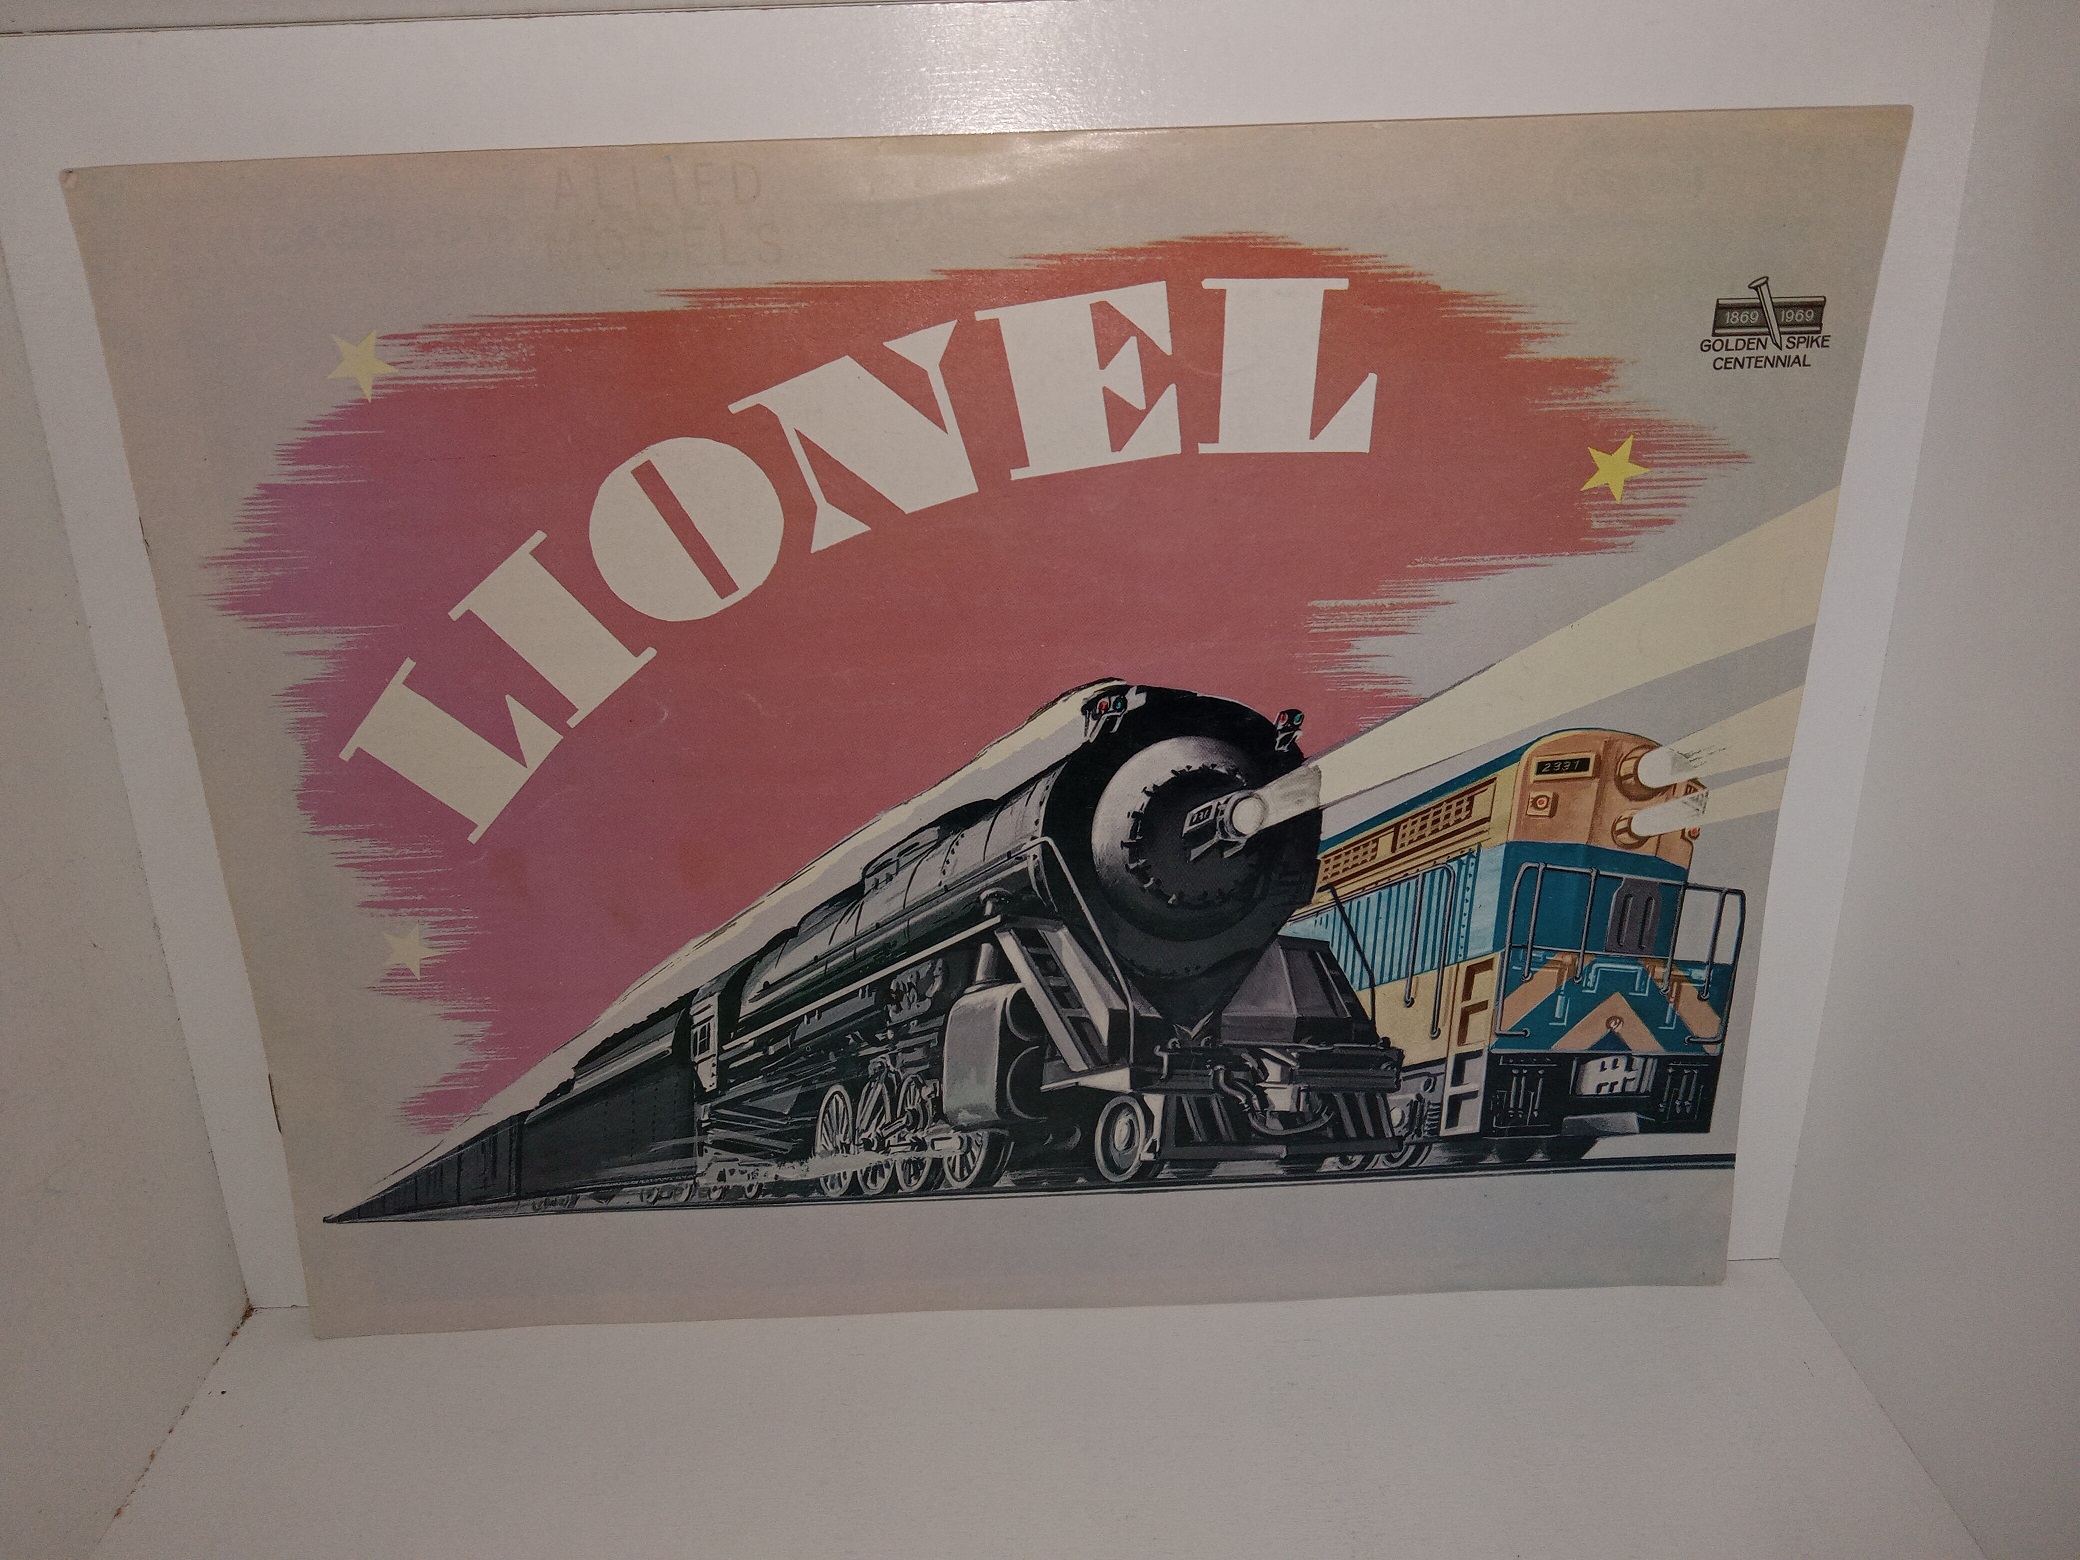 ALLIED
MODELS
LIONEL
1869 1969
GOLDEN SPIKE
CENTENNIAL
2331